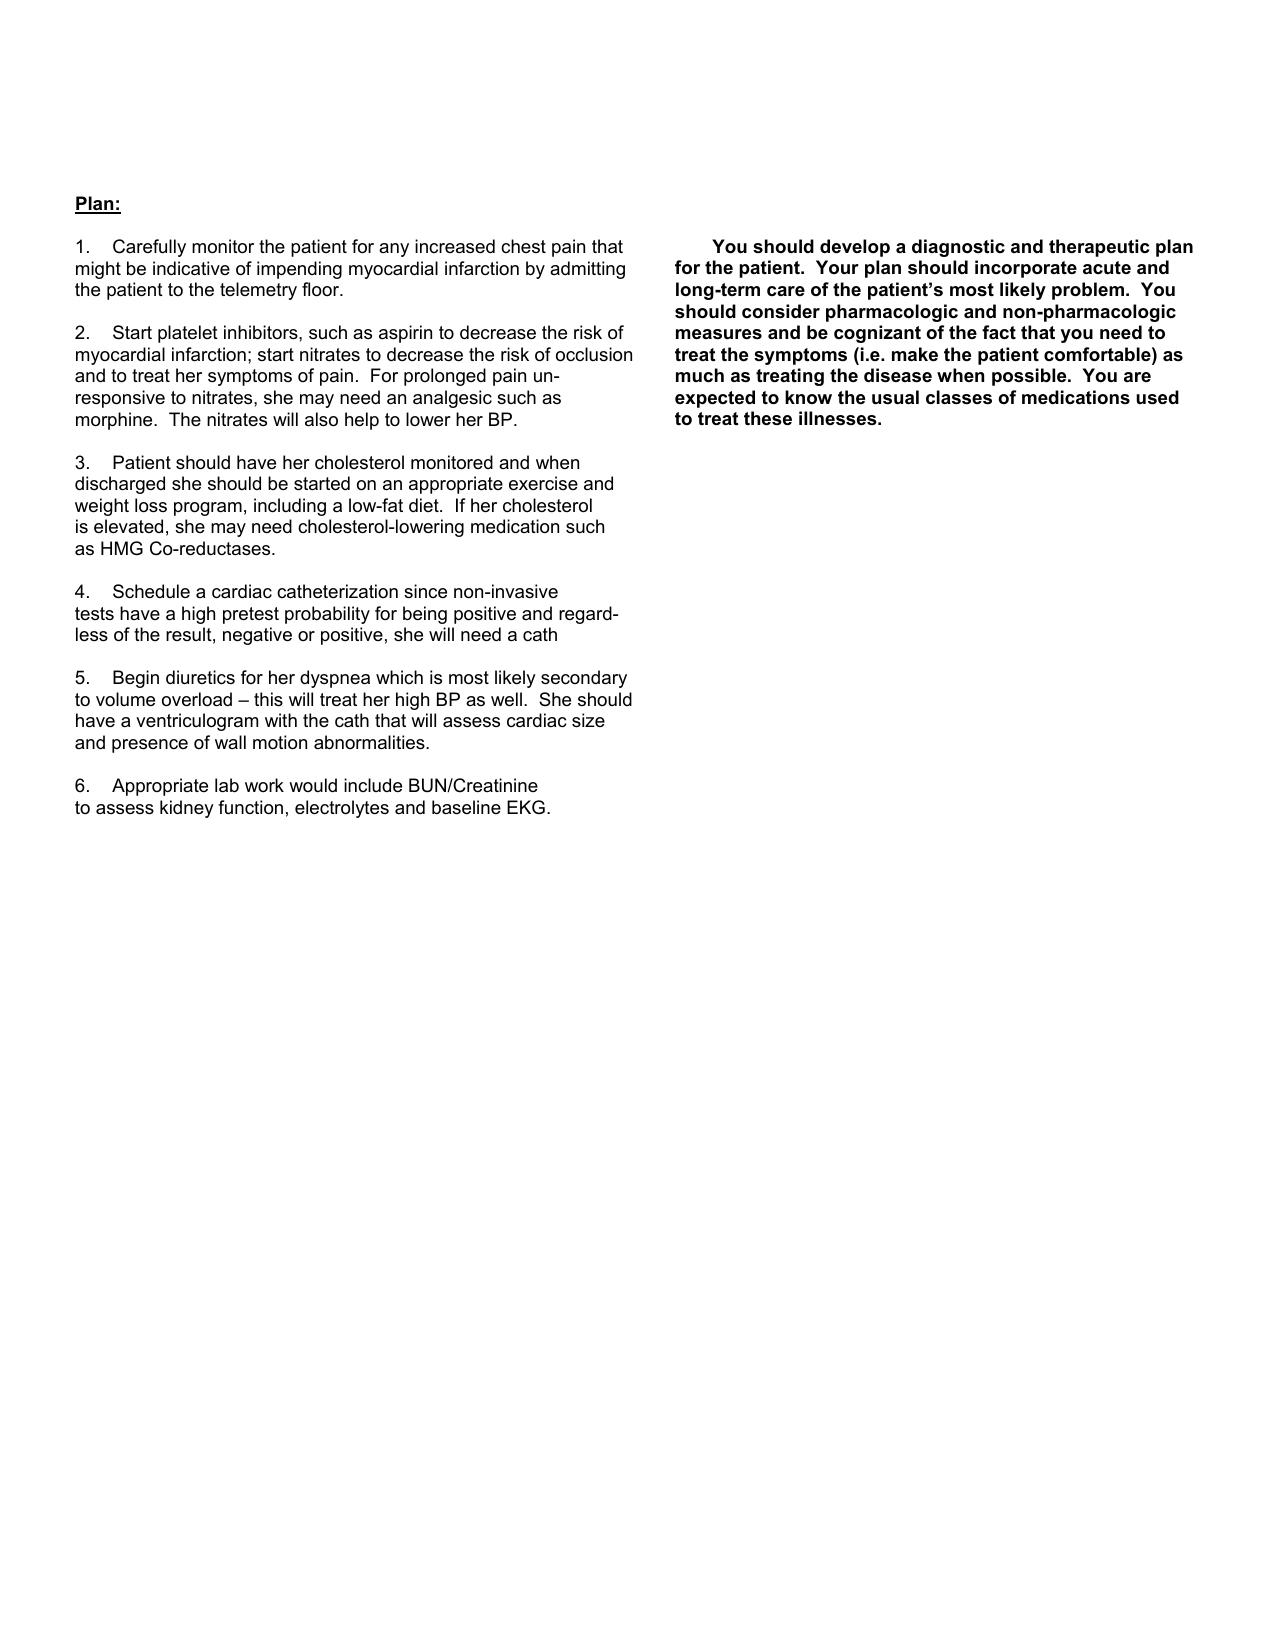 Plan:
1. Carefully monitor the patient for any increased chest pain that
might be indicative of impending myocardial infarction by admitting
the patient to the telemetry floor.
2. Start platelet inhibitors, such as aspirin to decrease the risk of
myocardial infarction; start nitrates to decrease the risk of occlusion
and to treat her symptoms of pain. For prolonged pain un-
responsive to nitrates, she may need an analgesic such as
morphine. The nitrates will also help to lower her BP.
3. Patient should have her cholesterol monitored and when
discharged she should be started on an appropriate exercise and
weight loss program, including a low-fat diet. If her cholesterol
is elevated, she may need cholesterol-lowering medication such
as HMG Co-reductases.
4. Schedule a cardiac catheterization since non-invasive
tests have a high pretest probability for being positive and regard-
less of the result, negative or positive, she will need a cath
5. Begin diuretics for her dyspnea which is most likely secondary
to volume overload – this will treat her high BP as well. She should
have a ventriculogram with the cath that will assess cardiac size
and presence of wall motion abnormalities.
6. Appropriate lab work would include BUN/Creatinine
to assess kidney function, electrolytes and baseline EKG.
You should develop a diagnostic and therapeutic plan
for the patient. Your plan should incorporate acute and
long-term care of the patient’s most likely problem. You
should consider pharmacologic and non-pharmacologic
measures and be cognizant of the fact that you need to
treat the symptoms (i.e. make the patient comfortable) as
much as treating the disease when possible. You are
expected to know the usual classes of medications used
to treat these illnesses.